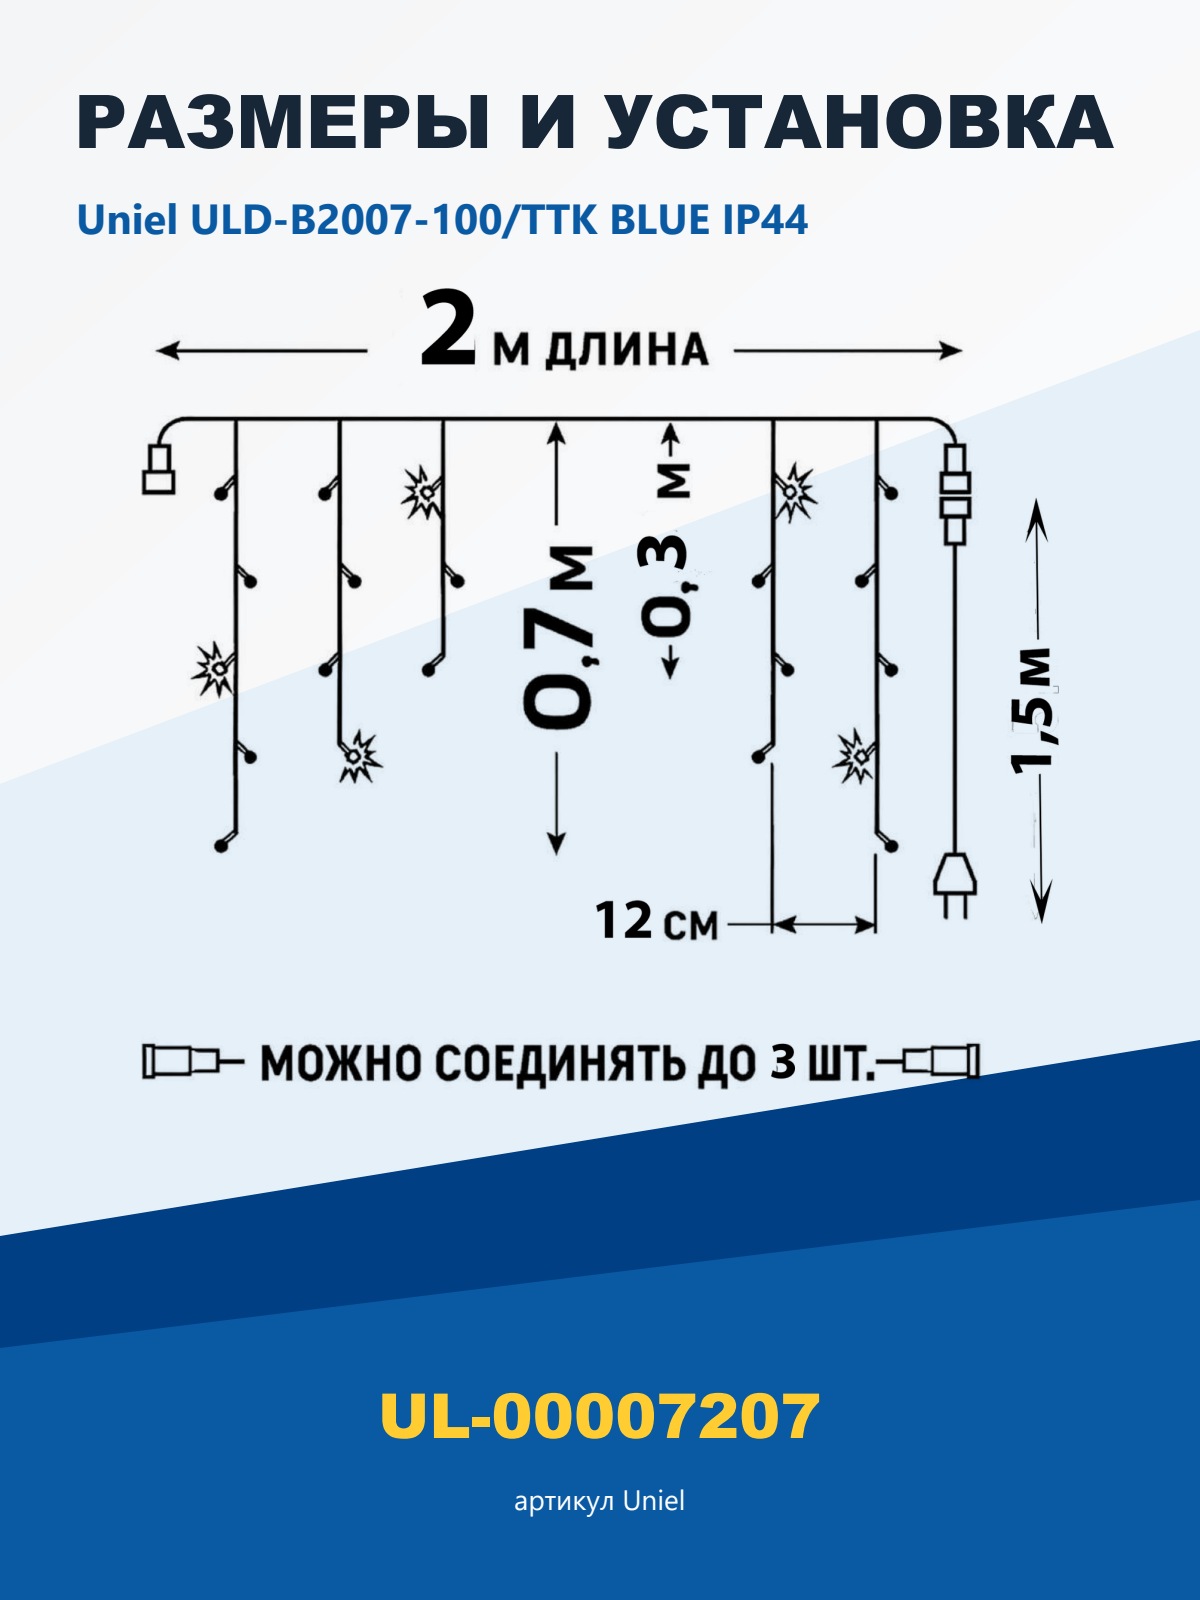 РАЗМЕРЫ И УСТАНОВКА
Uniel ULD-B2007-100/TTK BLUE IP44
2 м ДЛИНА
0,7 м
0,3 м
1,5 м
12 см
МОЖНО СОЕДИНЯТЬ ДО 3 ШТ.
UL-00007207
артикул Uniel